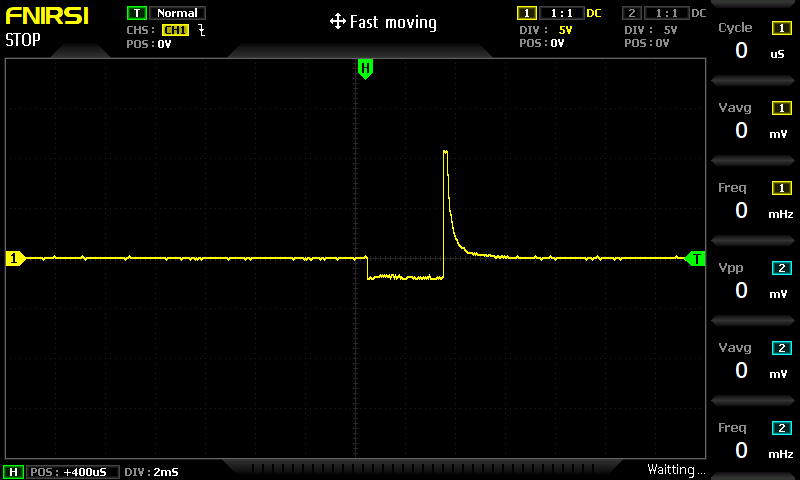 FNIRSI
STOP
T Normal
CHS: CH1
POS: 0V
Fast moving
1 1:1 DC
DIV: 5V
POS: 0V
2 1:1 DC
DIV: 5V
POS: 0V
H
1
T
Cycle 1
0 uS
Vavg 1
0 mV
Freq 1
0 mHz
Vpp 2
0 mV
Vavg 2
0 mV
Freq 2
0 mHz
H POS: +400uS DIV: 2mS
Waitting...